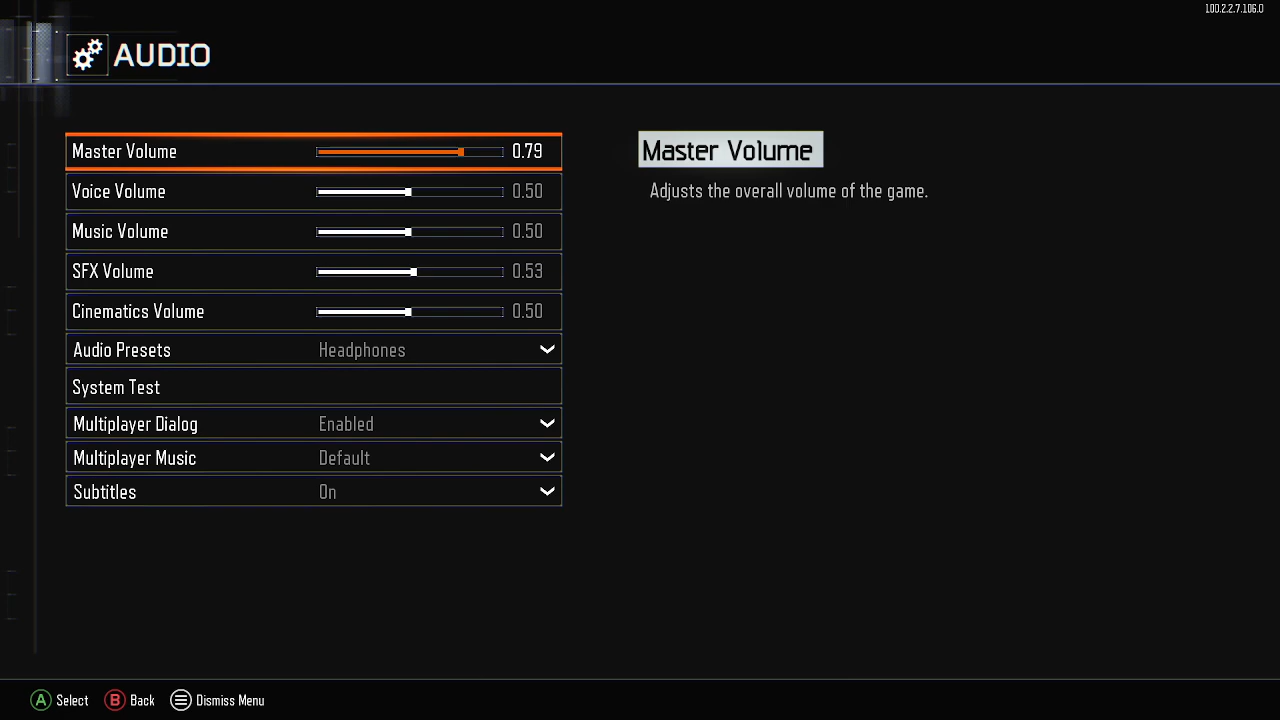 100.2.2.7.106.0
AUDIO
Master Volume 0.79
Voice Volume 0.50
Music Volume 0.50
SFX Volume 0.53
Cinematics Volume 0.50
Audio Presets Headphones
System Test
Multiplayer Dialog Enabled
Multiplayer Music Default
Subtitles On
Master Volume
Adjusts the overall volume of the game.
A Select B Back Dismiss Menu